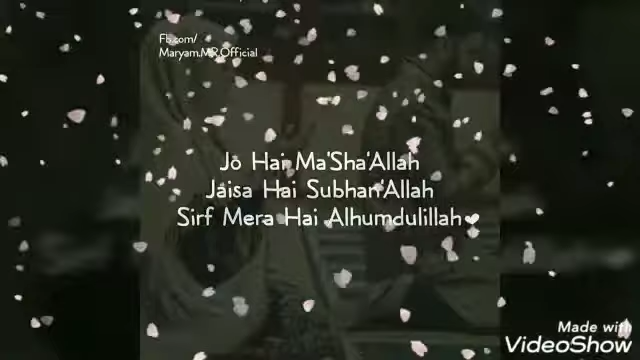 Fb.com/
Maryam.MR.Official
Jo Hai Ma'Sha'Allah
Jaisa Hai Subhan'Allah
Sirf Mera Hai Alhumdulillah
Made with
VideoShow